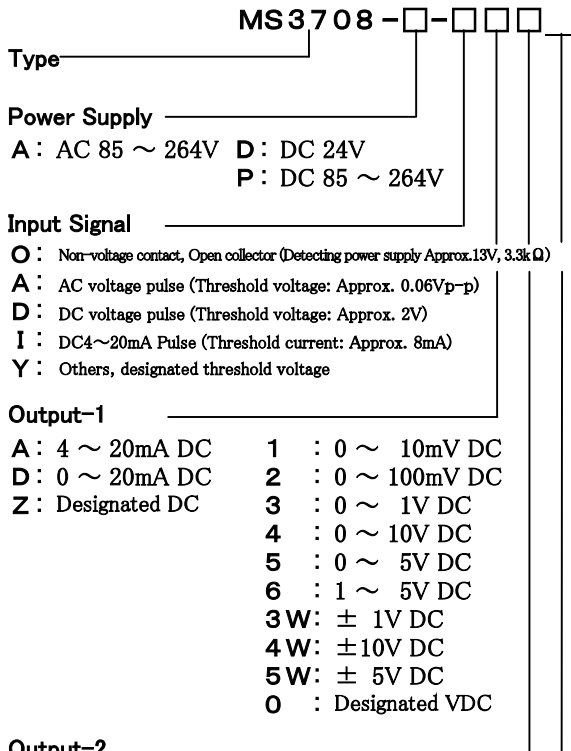 MS3708-□-□□□
Type
Power Supply
A： AC 85 ～ 264V D： DC 24V
P： DC 85 ～ 264V
Input Signal
O： Non-voltage contact, Open collector (Detecting power supply Approx.13V, 3.3kΩ)
A： AC voltage pulse (Threshold voltage: Approx. 0.06Vp-p)
D： DC voltage pulse (Threshold voltage: Approx. 2V)
I： DC4～20mA Pulse (Threshold current: Approx. 8mA)
Y： Others, designated threshold voltage
Output-1
A： 4 ～ 20mA DC 1 ： 0 ～ 10mV DC
D： 0 ～ 20mA DC 2 ： 0 ～ 100mV DC
Z： Designated DC 3 ： 0 ～ 1V DC
4 ： 0 ～ 10V DC
5 ： 0 ～ 5V DC
6 ： 1 ～ 5V DC
3W： ± 1V DC
4W： ±10V DC
5W： ± 5V DC
0 ： Designated VDC
Output-2